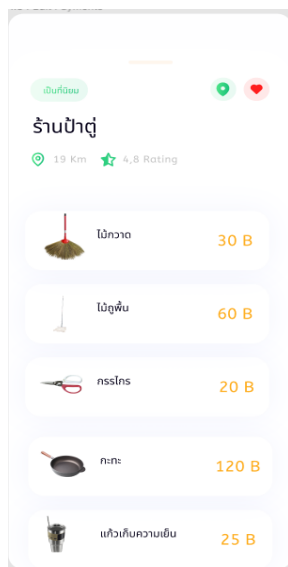 เป็นที่นิยม
ร้านป้าตู่
19 Km 4,8 Rating
ไม้กวาด 30 B
ไม้ถูพื้น 60 B
กรรไกร 20 B
กะทะ 120 B
แก้วเก็บความเย็น 25 B